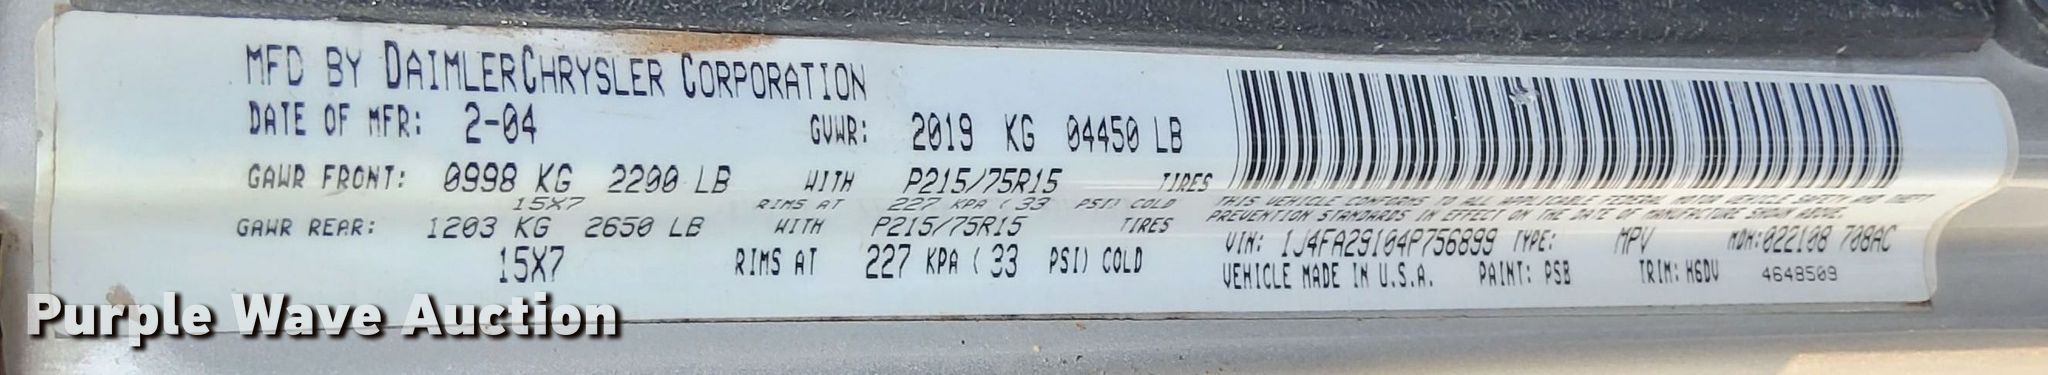 MFD BY DAIMLERCHRYSLER CORPORATION
DATE OF MFR: 2-04 GVWR: 2019 KG 04450 LB
GAWR FRONT: 0998 KG 2200 LB WITH P215/75R15 TIRES
15X7 RIMS AT 227 KPA ( 33 PSI) COLD
GAWR REAR: 1203 KG 2650 LB WITH P215/75R15 TIRES
15X7 RIMS AT 227 KPA ( 33 PSI) COLD
THIS VEHICLE CONFORMS TO ALL APPLICABLE FEDERAL MOTOR VEHICLE SAFETY AND THEFT
PREVENTION STANDARDS IN EFFECT ON THE DATE OF MANUFACTURE SHOWN ABOVE.
VIN: 1J4FA29104P756899 TYPE: MPV MDH:022108 708AC
VEHICLE MADE IN U.S.A. PAINT: PSB TRIM: H6DV 4648509
Purple Wave Auction